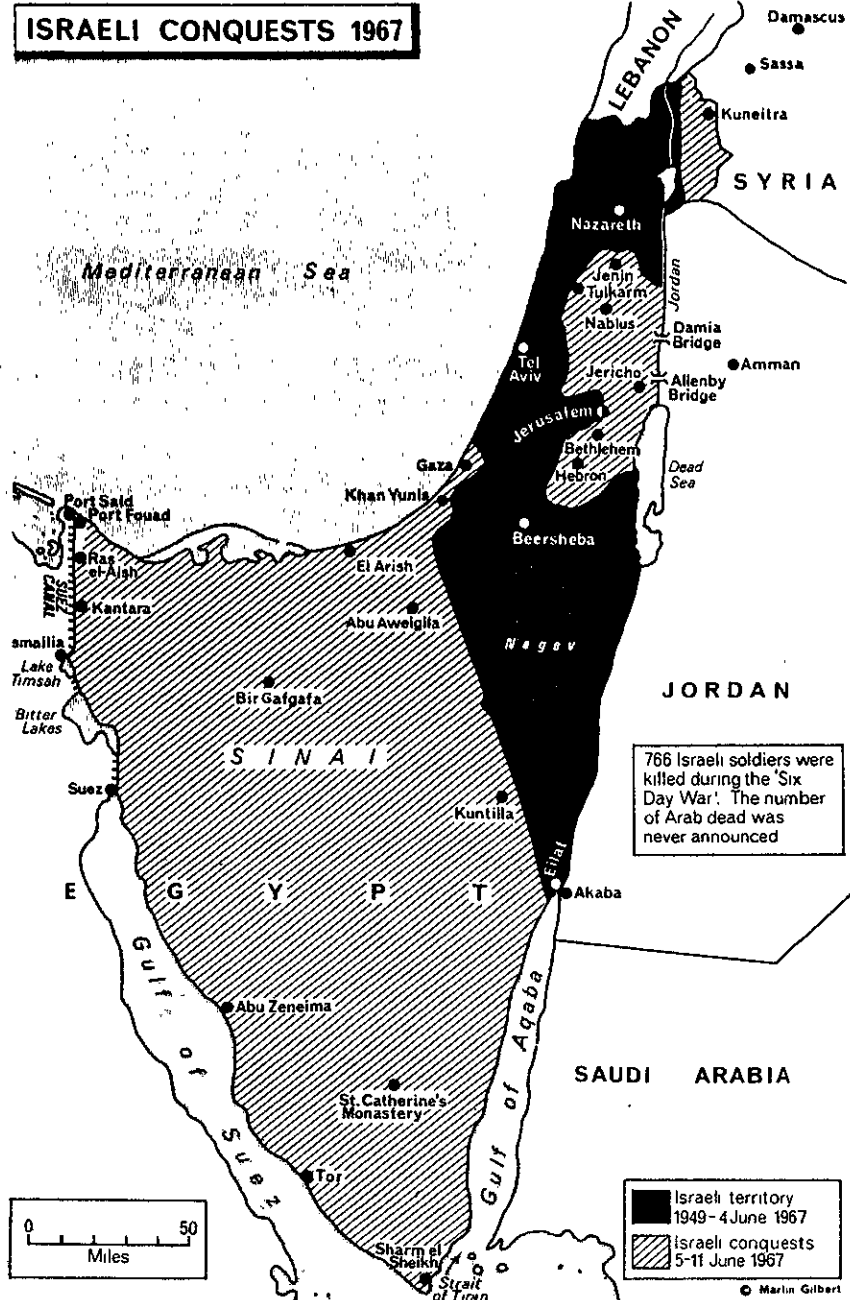 ISRAELI CONQUESTS 1967
Damascus
Sassa
LEBANON
Kuneitra
SYRIA
Nazareth
Mediterranean Sea
Jenin
Tulkarm
Nablus
Jordan
Damia
Bridge
Tel
Aviv
Jericho
Allenby
Bridge
Amman
Jerusalem
Bethlehem
Hebron
Dead
Sea
Gaza
Khan Yunis
Port Said
Port Fouad
Beersheba
Ras
el-Aish
El Arish
SUEZ
CANAL
Kantara
Abu Aweigila
Negev
smailia
Lake
Timsah
Bir Gafgafa
Bitter
Lakes
JORDAN
SINAI
766 Israeli soldiers were
killed during the 'Six
Day War'. The number
of Arab dead was
never announced
Suez
Kuntilla
Eilat
EGYPT
Akaba
Gulf of Suez
Gulf of Aqaba
Abu Zeneima
SAUDI ARABIA
St. Catherine's
Monastery
Tor
Israeli territory
1949-4 June 1967
Israeli conquests
5-11 June 1967
0 50
Miles
Sharm el
Sheikh
Strait
of Tiran
© Martin Gilbert